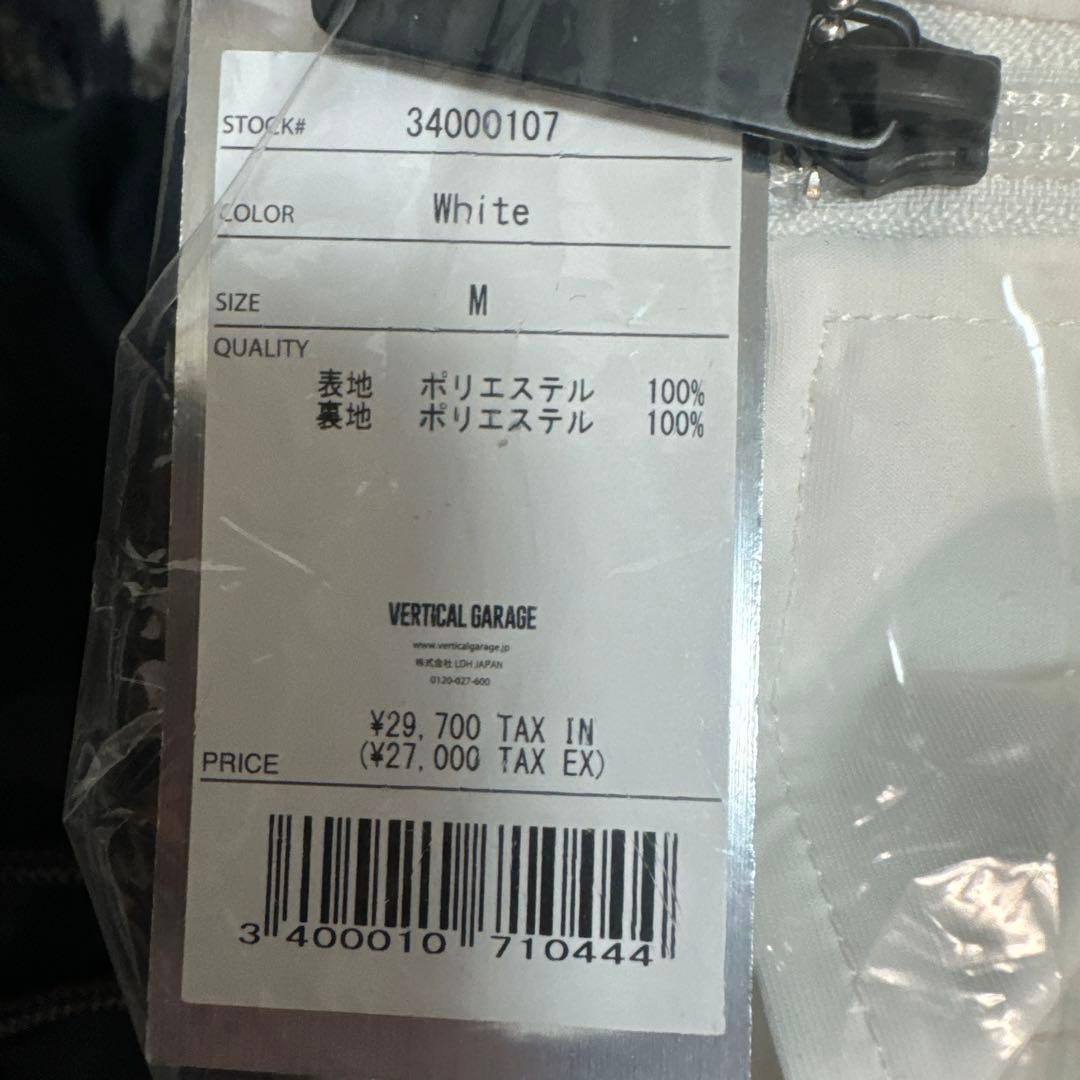 STOCK# 34000107
COLOR White
SIZE M
QUALITY
表地 ポリエステル 100%
裏地 ポリエステル 100%
VERTICAL GARAGE
www.verticalgarage.jp
株式会社 LDH JAPAN
0120-027-600
¥29,700 TAX IN
PRICE (¥27,000 TAX EX)
3 400010 710444